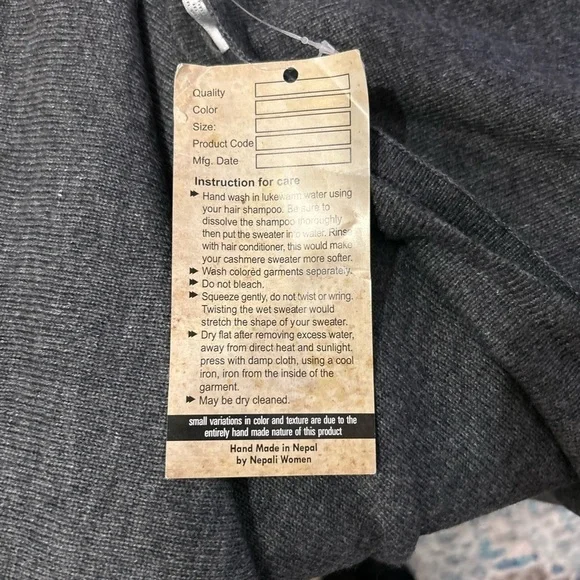 Quality
Color
Size:
Product Code
Mfg. Date
Instruction for care
Hand wash in lukewarm water using
your hair shampoo. Be sure to
dissolve the shampoo thoroughly
then put the sweater into water. Rinse
with hair conditioner, this would make
your cashmere sweater more softer.
Wash colored garments separately.
Do not bleach.
Squeeze gently, do not twist or wring.
Twisting the wet sweater would
stretch the shape of your sweater.
Dry flat after removing excess water,
away from direct heat and sunlight,
press with damp cloth, using a cool
iron, iron from the inside of the
garment.
May be dry cleaned.
small variations in color and texture are due to the
entirely hand made nature of this product
Hand Made in Nepal
by Nepali Women